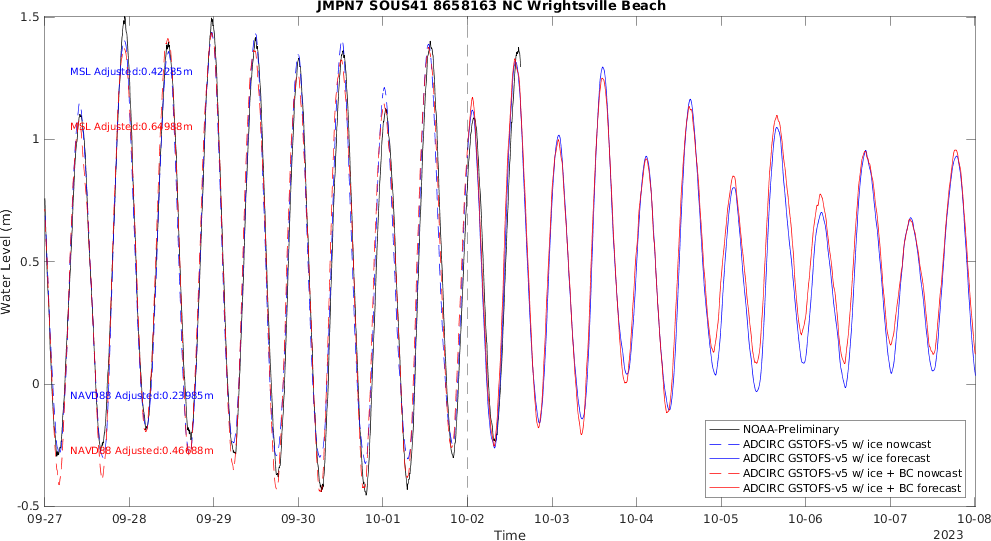 JMPN7 SOUS41 8658163 NC Wrightsville Beach
1.5
1
0.5
0
-0.5
Water Level (m)
MSL Adjusted:0.42285m
MSL Adjusted:0.64988m
NAVD88 Adjusted:0.23985m
NAVD88 Adjusted:0.46688m
NOAA-Preliminary
ADCIRC GSTOFS-v5 w/ ice nowcast
ADCIRC GSTOFS-v5 w/ ice forecast
ADCIRC GSTOFS-v5 w/ ice + BC nowcast
ADCIRC GSTOFS-v5 w/ ice + BC forecast
09-27 09-28 09-29 09-30 10-01 10-02 10-03 10-04 10-05 10-06 10-07 10-08
Time
2023